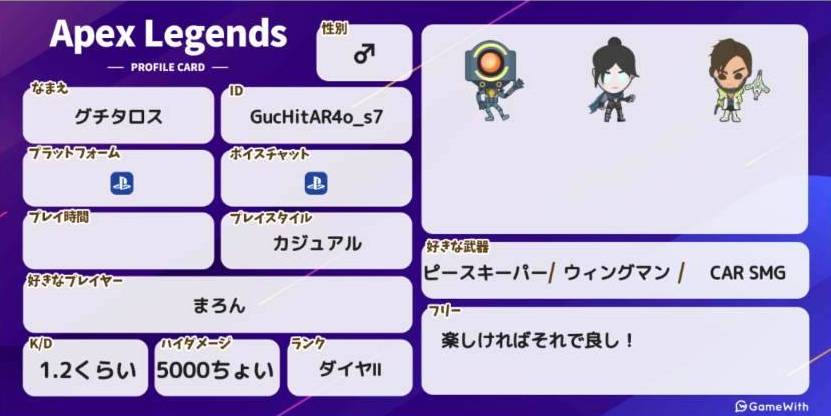 Apex Legends
PROFILE CARD
性別
♂
なまえ
グチタロス
ID
GucHitAR4o_s7
プラットフォーム
ボイスチャット
プレイ時間
プレイスタイル
カジュアル
好きなプレイヤー
まろん
K/D
1.2くらい
ハイダメージ
5000ちょい
ランク
ダイヤII
好きな武器
ピースキーパー/ ウィングマン / CAR SMG
フリー
楽しければそれで良し！
GameWith